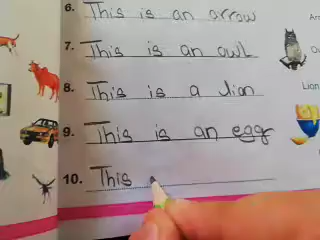 6. This is an arrow
7. This is an owl
8. This is a lion
Lion
9. This is an egg
10. This